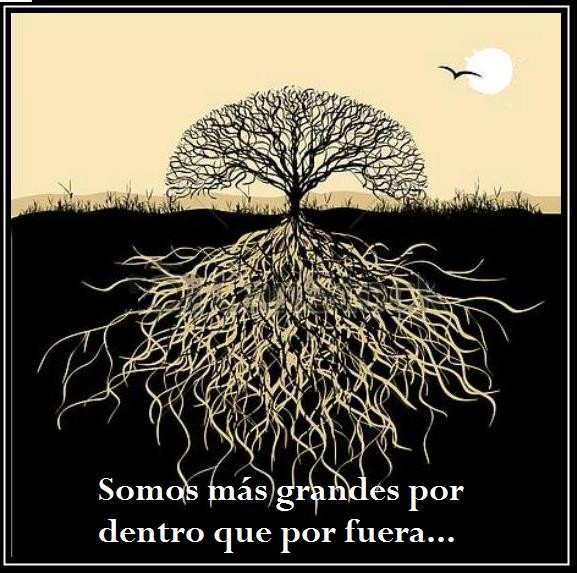 Somos más grandes por
dentro que por fuera...